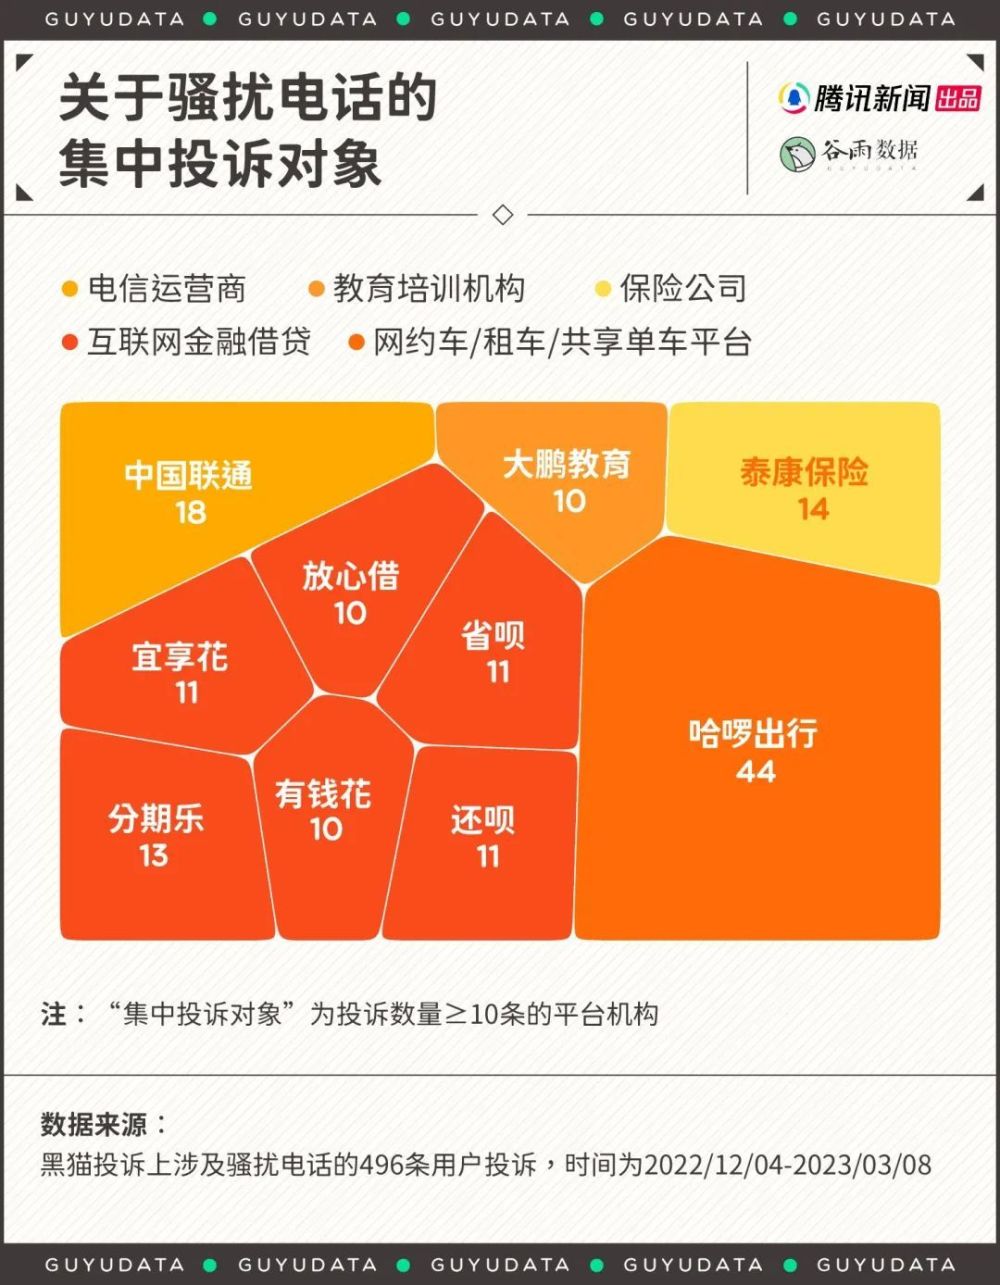 GUYUDATA ● GUYUDATA ● GUYUDATA ● GUYUDATA ● GUYUDATA
关于骚扰电话的
集中投诉对象
腾讯新闻 出品
谷雨数据
GUYUDATA
电信运营商 教育培训机构 保险公司
互联网金融借贷 网约车/租车/共享单车平台
中国联通
18
大鹏教育
10
泰康保险
14
放心借
10
省呗
11
宜享花
11
哈啰出行
44
分期乐
13
有钱花
10
还呗
11
注：“集中投诉对象”为投诉数量≥10条的平台机构
数据来源：
黑猫投诉上涉及骚扰电话的496条用户投诉，时间为2022/12/04-2023/03/08
GUYUDATA ● GUYUDATA ● GUYUDATA ● GUYUDATA ● GUYUDATA